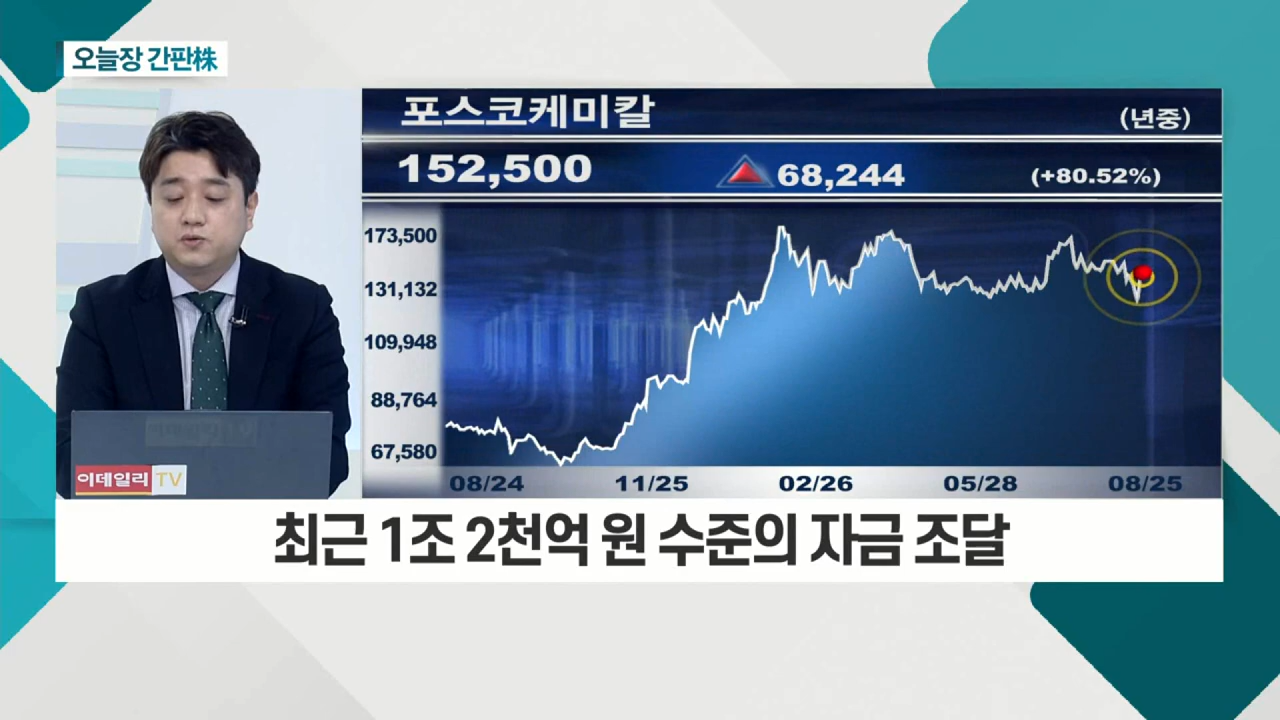 오늘장 간판株
포스코케미칼 (년중)
152,500 ▲ 68,244 (+80.52%)
173,500
131,132
109,948
88,764
67,580
08/24 11/25 02/26 05/28 08/25
이데일리 TV
최근 1조 2천억 원 수준의 자금 조달